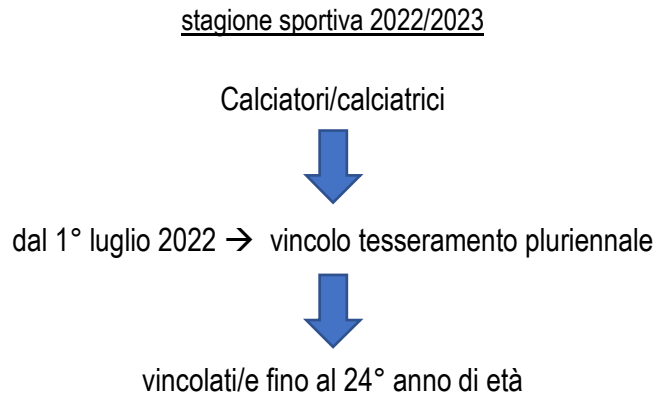 stagione sportiva 2022/2023
Calciatori/calciatrici
dal 1° luglio 2022 → vincolo tesseramento pluriennale
vincolati/e fino al 24° anno di età